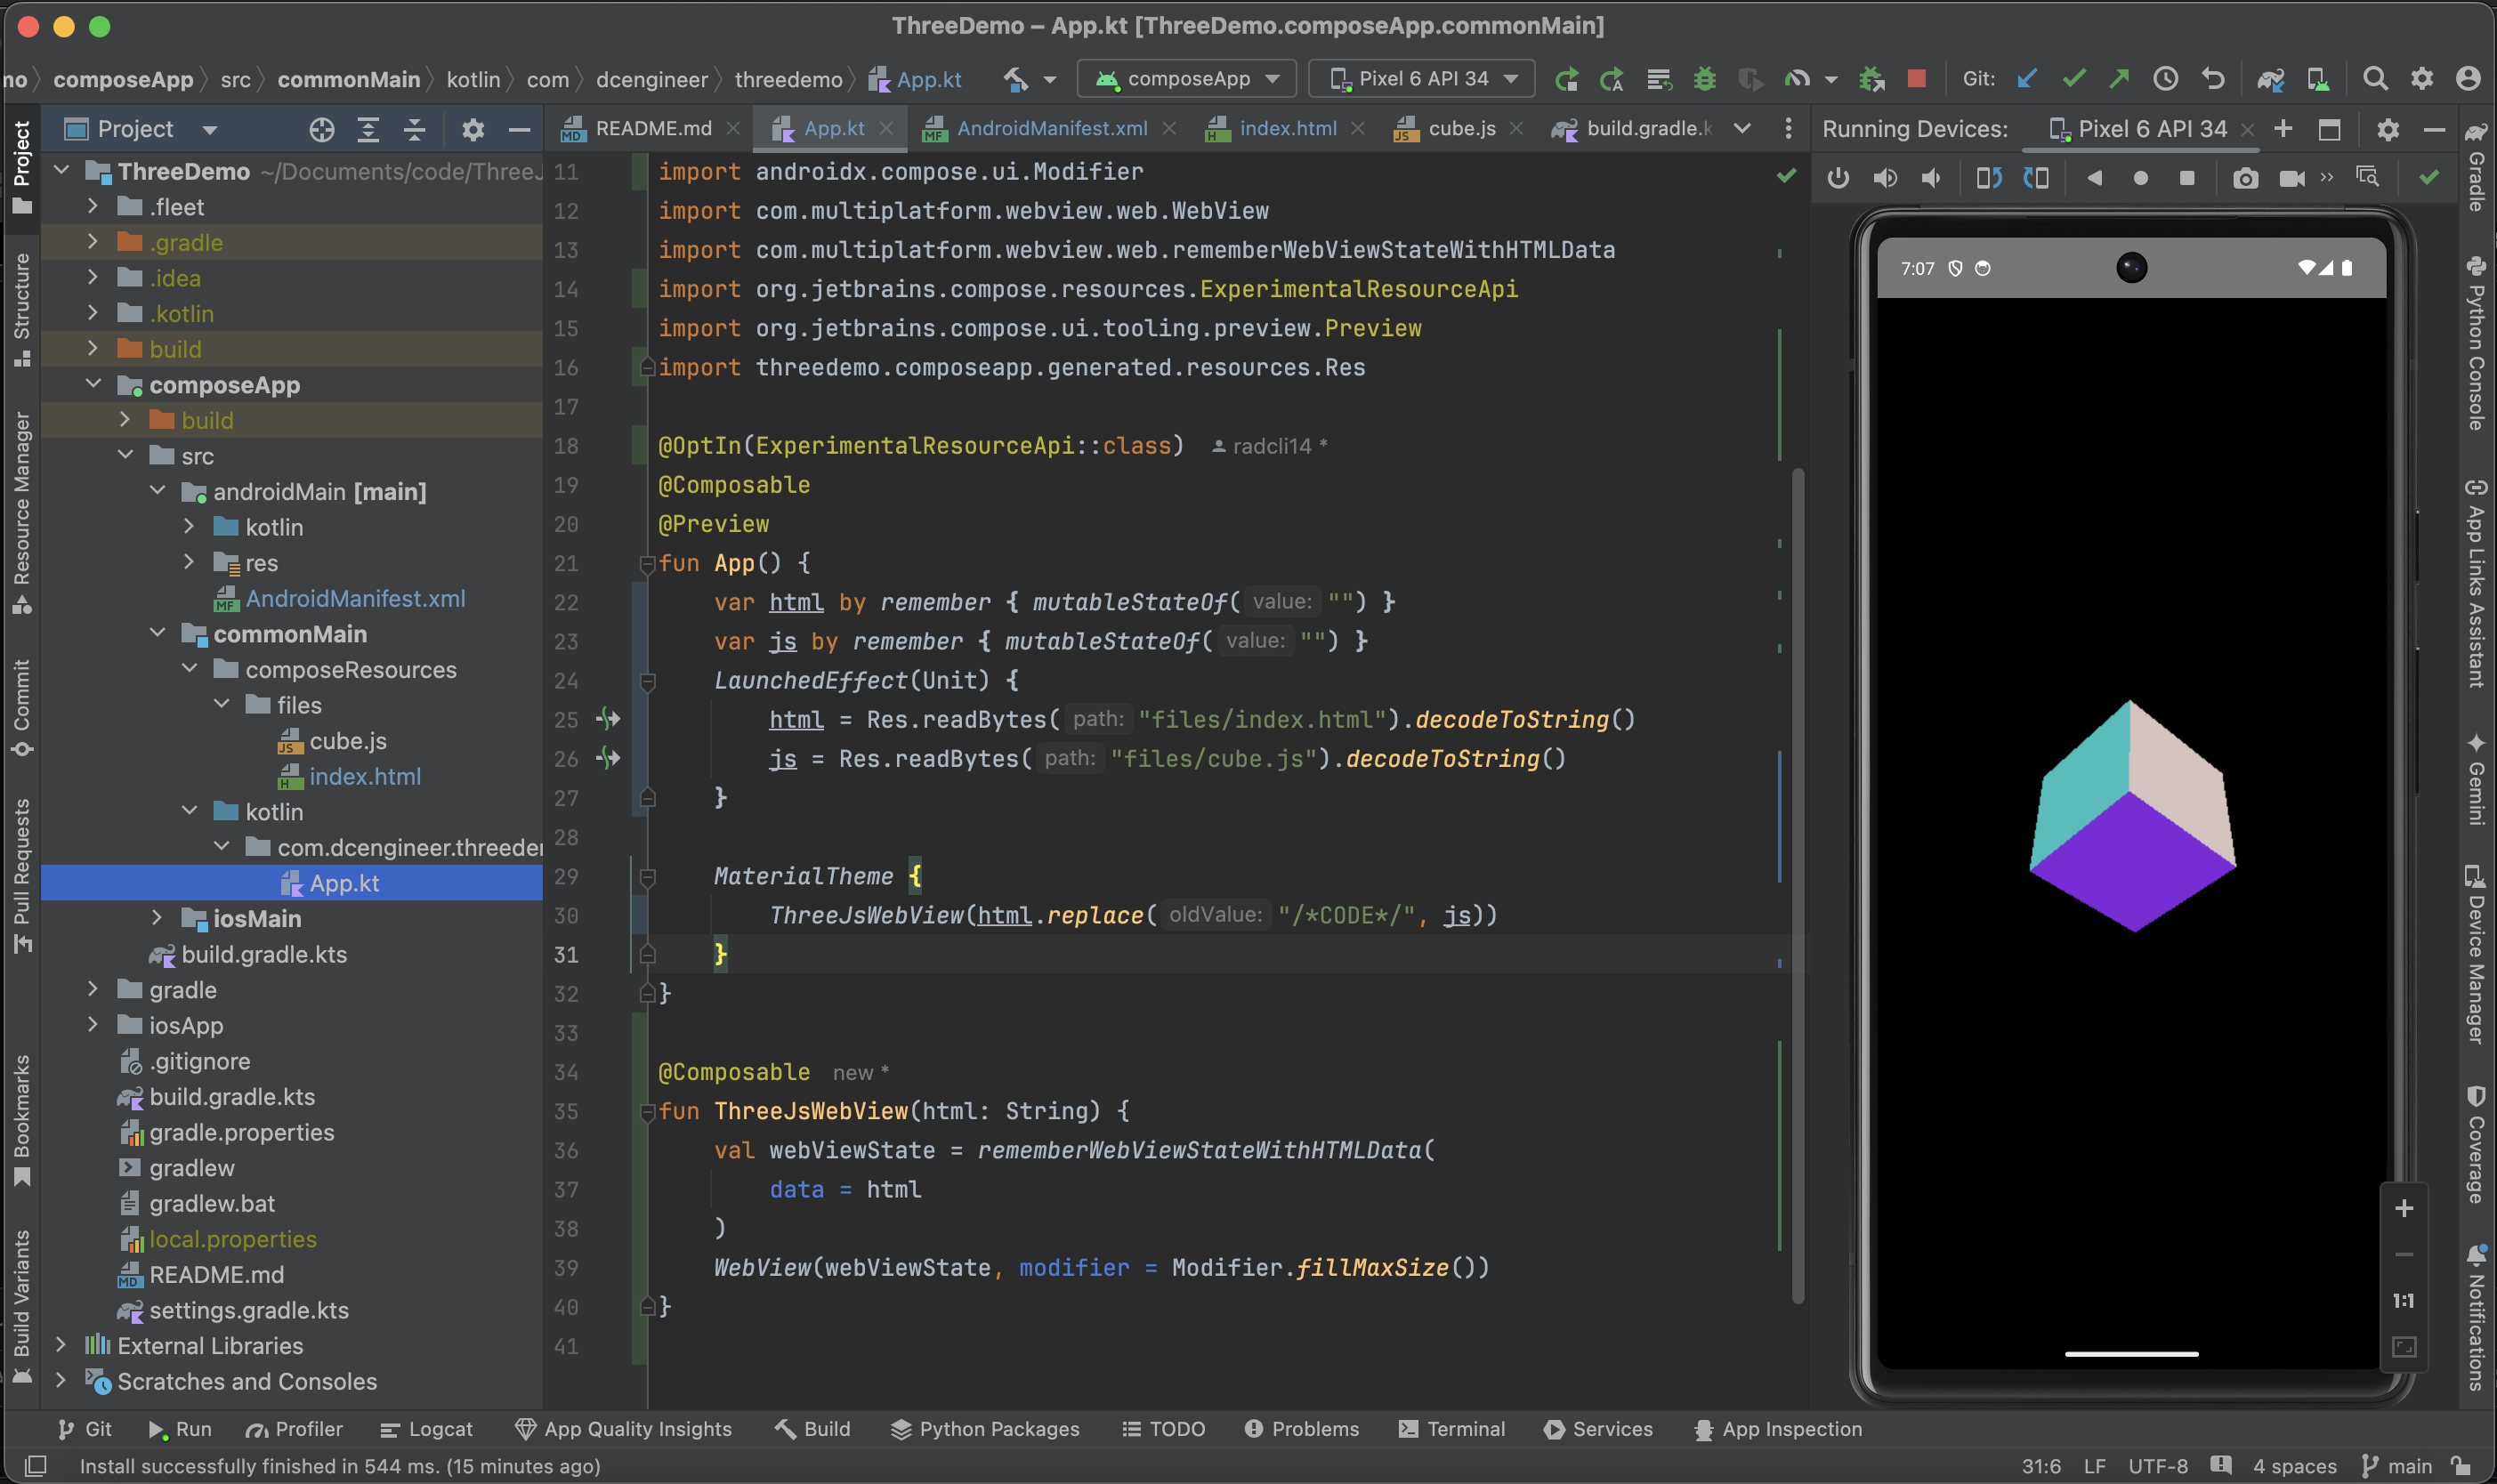 ThreeDemo – App.kt [ThreeDemo.composeApp.commonMain]
mo composeApp src commonMain kotlin com dcengineer threedemo App.kt composeApp Pixel 6 API 34 Git:
Project
README.md App.kt AndroidManifest.xml index.html cube.js build.gradle.k
Running Devices: Pixel 6 API 34
Project
Structure
Resource Manager
Commit
Pull Requests
Bookmarks
Build Variants
ThreeDemo ~/Documents/code/ThreeJ
.fleet
.gradle
.idea
.kotlin
build
composeApp
build
src
androidMain [main]
kotlin
res
AndroidManifest.xml
commonMain
composeResources
files
cube.js
index.html
kotlin
com.dcengineer.threeder
App.kt
iosMain
build.gradle.kts
gradle
iosApp
.gitignore
build.gradle.kts
gradle.properties
gradlew
gradlew.bat
local.properties
README.md
settings.gradle.kts
External Libraries
Scratches and Consoles
11 import androidx.compose.ui.Modifier
12 import com.multiplatform.webview.web.WebView
13 import com.multiplatform.webview.web.rememberWebViewStateWithHTMLData
14 import org.jetbrains.compose.resources.ExperimentalResourceApi
15 import org.jetbrains.compose.ui.tooling.preview.Preview
16 import threedemo.composeapp.generated.resources.Res
17
18 @OptIn(ExperimentalResourceApi::class) radcli14 *
19 @Composable
20 @Preview
21 fun App() {
22 var html by remember { mutableStateOf( value: "") }
23 var js by remember { mutableStateOf( value: "") }
24 LaunchedEffect(Unit) {
25 html = Res.readBytes( path: "files/index.html").decodeToString()
26 js = Res.readBytes( path: "files/cube.js").decodeToString()
27 }
28
29 MaterialTheme {
30 ThreeJsWebView(html.replace( oldValue: "/*CODE*/", js))
31 }
32 }
33
34 @Composable new *
35 fun ThreeJsWebView(html: String) {
36 val webViewState = rememberWebViewStateWithHTMLData(
37 data = html
38 )
39 WebView(webViewState, modifier = Modifier.fillMaxSize())
40 }
41
7:07
1:1
Gradle
Python Console
App Links Assistant
Gemini
Device Manager
Coverage
Notifications
Git Run Profiler Logcat App Quality Insights Build Python Packages TODO Problems Terminal Services App Inspection
Install successfully finished in 544 ms. (15 minutes ago) 31:6 LF UTF-8 4 spaces main